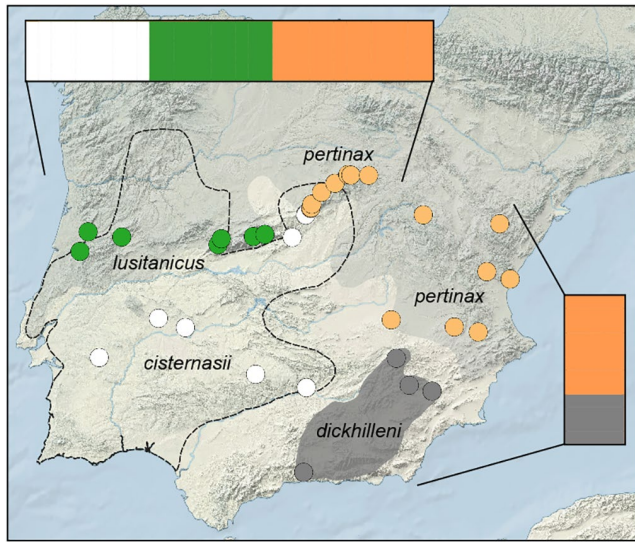 pertinax
lusitanicus
pertinax
cisternasii
dickhilleni